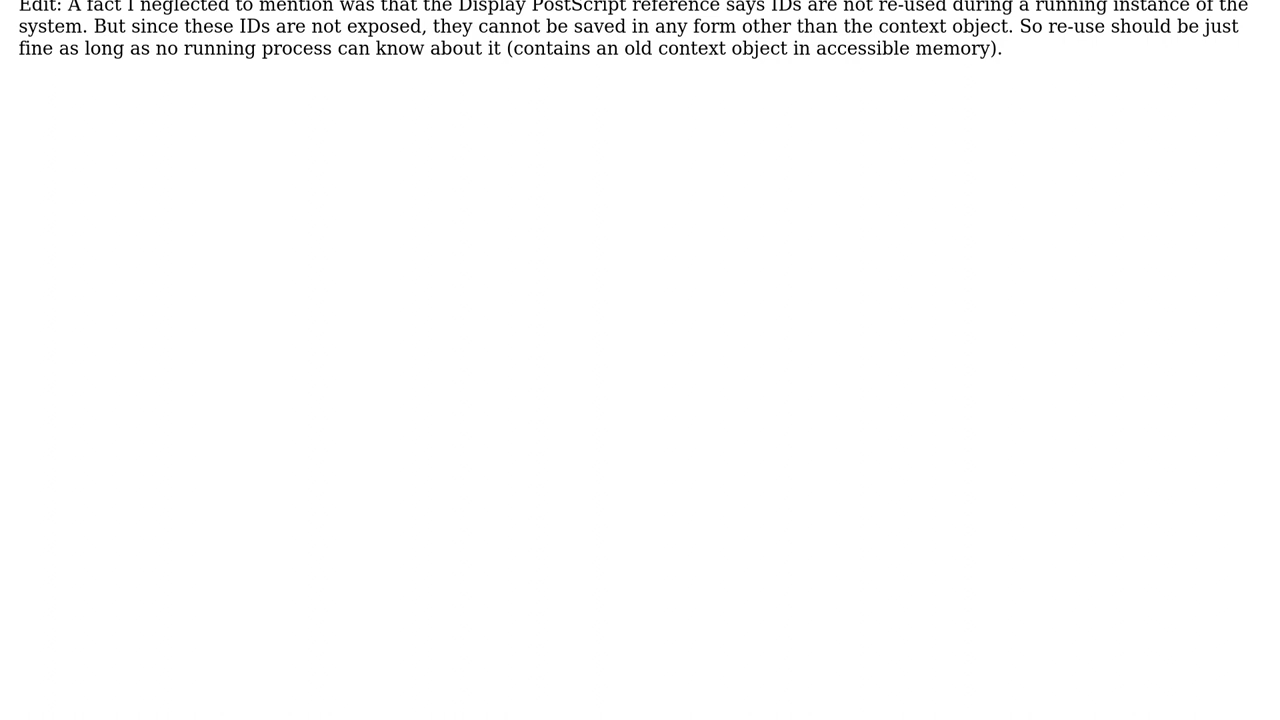 Edit: A fact I neglected to mention was that the Display PostScript reference says IDs are not re-used during a running instance of the
system. But since these IDs are not exposed, they cannot be saved in any form other than the context object. So re-use should be just
fine as long as no running process can know about it (contains an old context object in accessible memory).